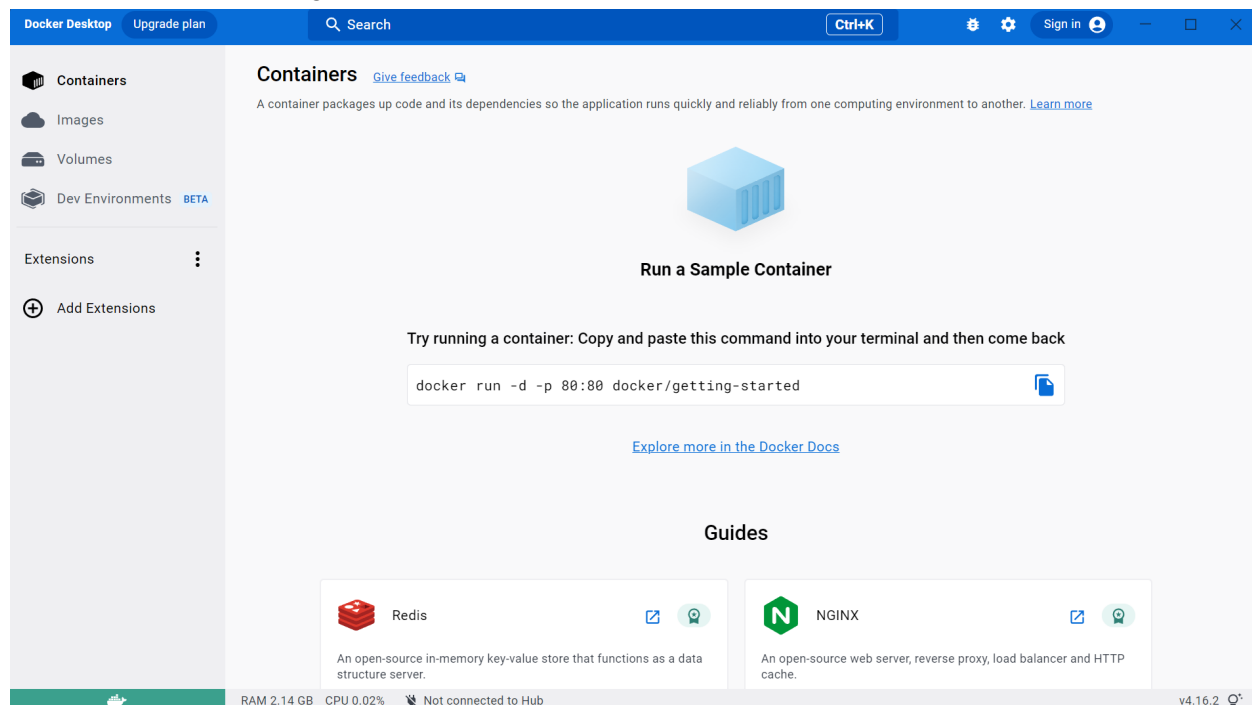 Docker Desktop Upgrade plan Search Ctrl+K Sign in
Containers
Images
Volumes
Dev Environments BETA
Extensions
Add Extensions
Containers Give feedback
A container packages up code and its dependencies so the application runs quickly and reliably from one computing environment to another. Learn more
Run a Sample Container
Try running a container: Copy and paste this command into your terminal and then come back
docker run -d -p 80:80 docker/getting-started
Explore more in the Docker Docs
Guides
Redis
An open-source in-memory key-value store that functions as a data
structure server.
N NGINX
An open-source web server, reverse proxy, load balancer and HTTP
cache.
RAM 2.14 GB CPU 0.02% Not connected to Hub v4.16.2